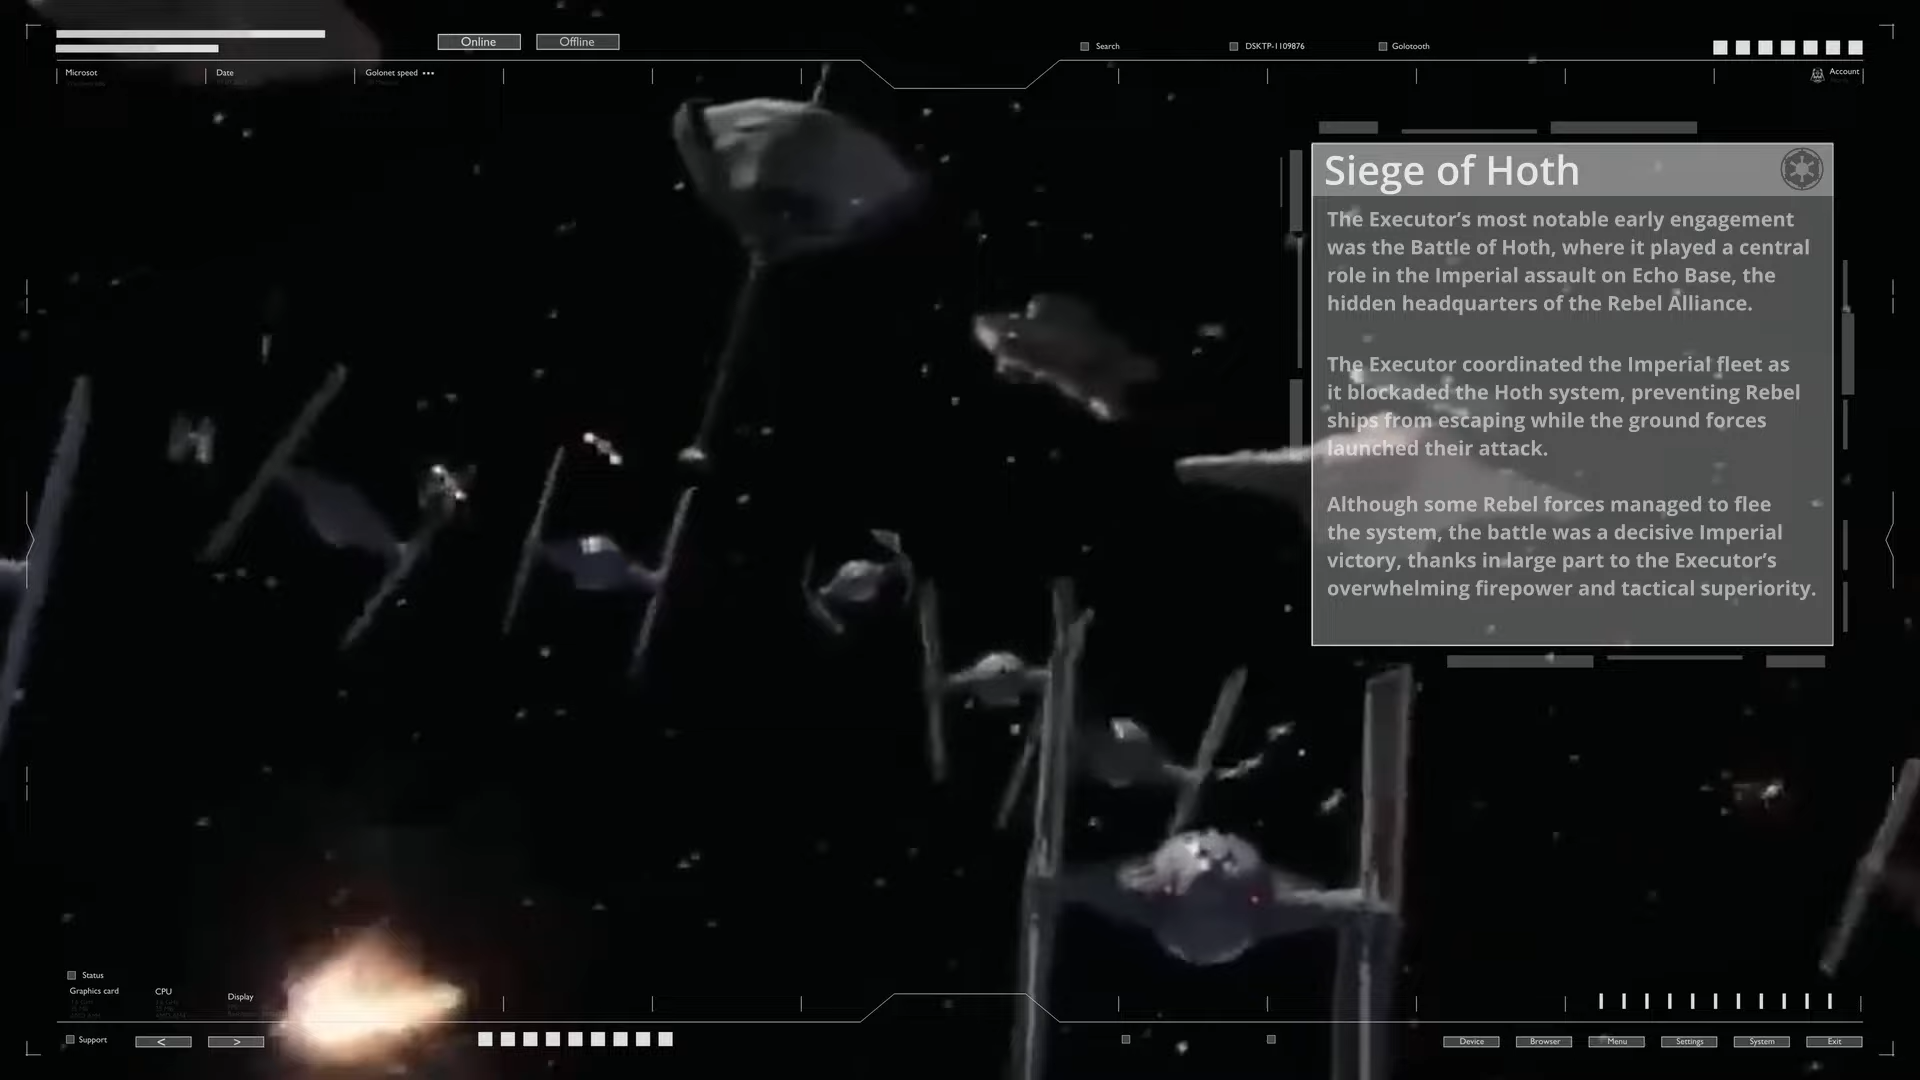 Online
Offline
Search
DSKTP-1109876
Golotooth
Microsot
Date
Golonet speed •••
Account
Siege of Hoth
The Executor’s most notable early engagement
was the Battle of Hoth, where it played a central
role in the Imperial assault on Echo Base, the
hidden headquarters of the Rebel Alliance.
The Executor coordinated the Imperial fleet as
it blockaded the Hoth system, preventing Rebel
ships from escaping while the ground forces
launched their attack.
Although some Rebel forces managed to flee
the system, the battle was a decisive Imperial
victory, thanks in large part to the Executor’s
overwhelming firepower and tactical superiority.
Status
Graphics card
CPU
Display
Support
<
>
Device
Browser
Menu
Settings
System
Exit